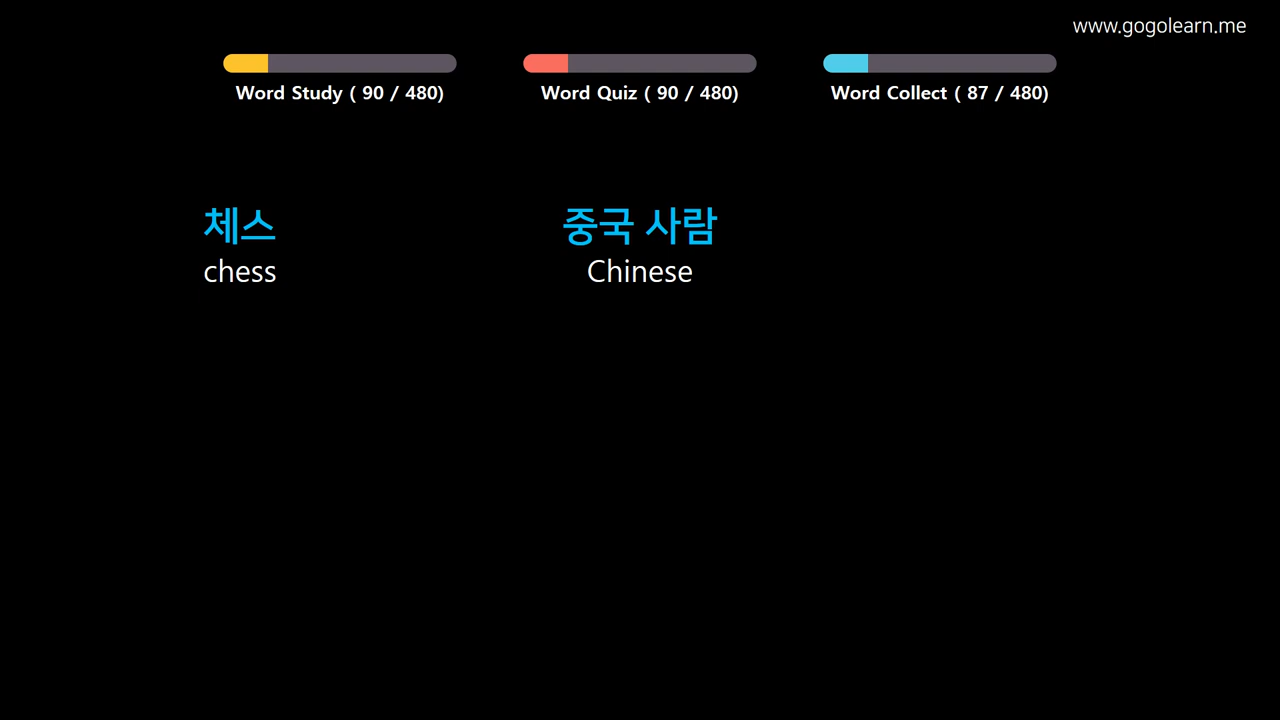 www.gogolearn.me
Word Study ( 90 / 480)
Word Quiz ( 90 / 480)
Word Collect ( 87 / 480)
체스
chess
중국 사람
Chinese